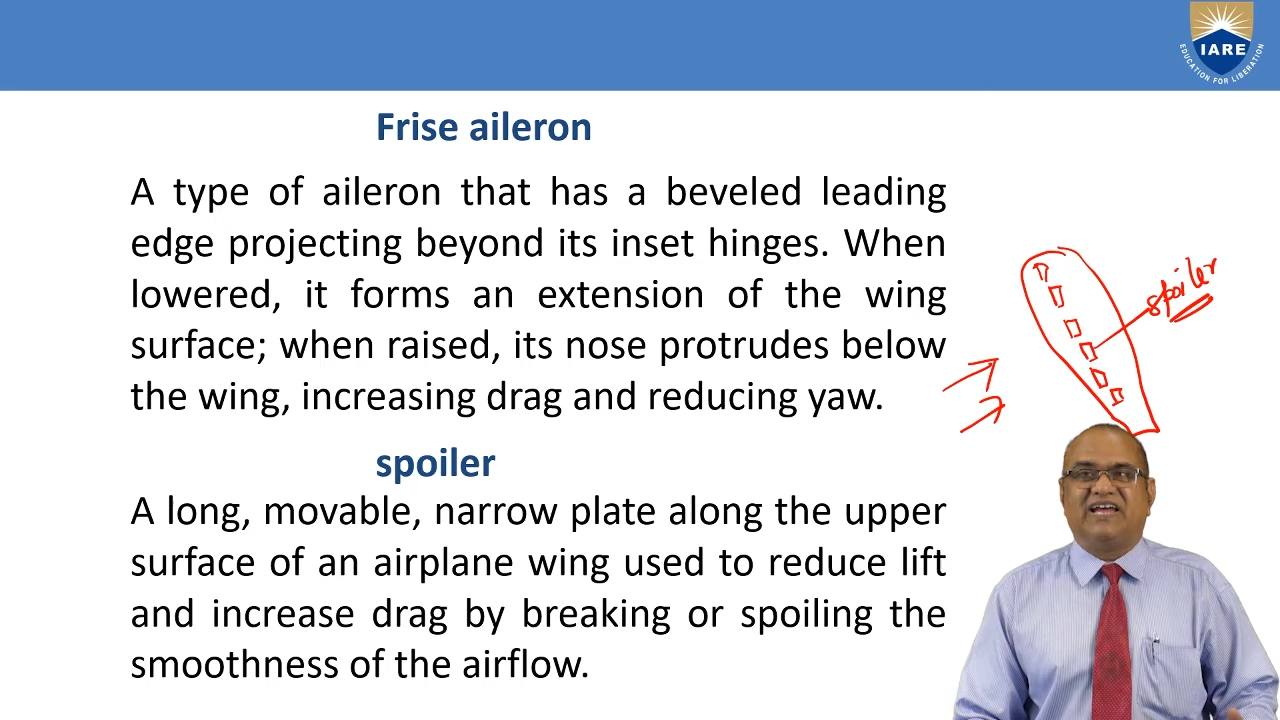 IARE
EDUCATION FOR LIBERATION
Frise aileron
A type of aileron that has a beveled leading
edge projecting beyond its inset hinges. When
lowered, it forms an extension of the wing
surface; when raised, its nose protrudes below
the wing, increasing drag and reducing yaw.
spoiler
spoiler
A long, movable, narrow plate along the upper
surface of an airplane wing used to reduce lift
and increase drag by breaking or spoiling the
smoothness of the airflow.